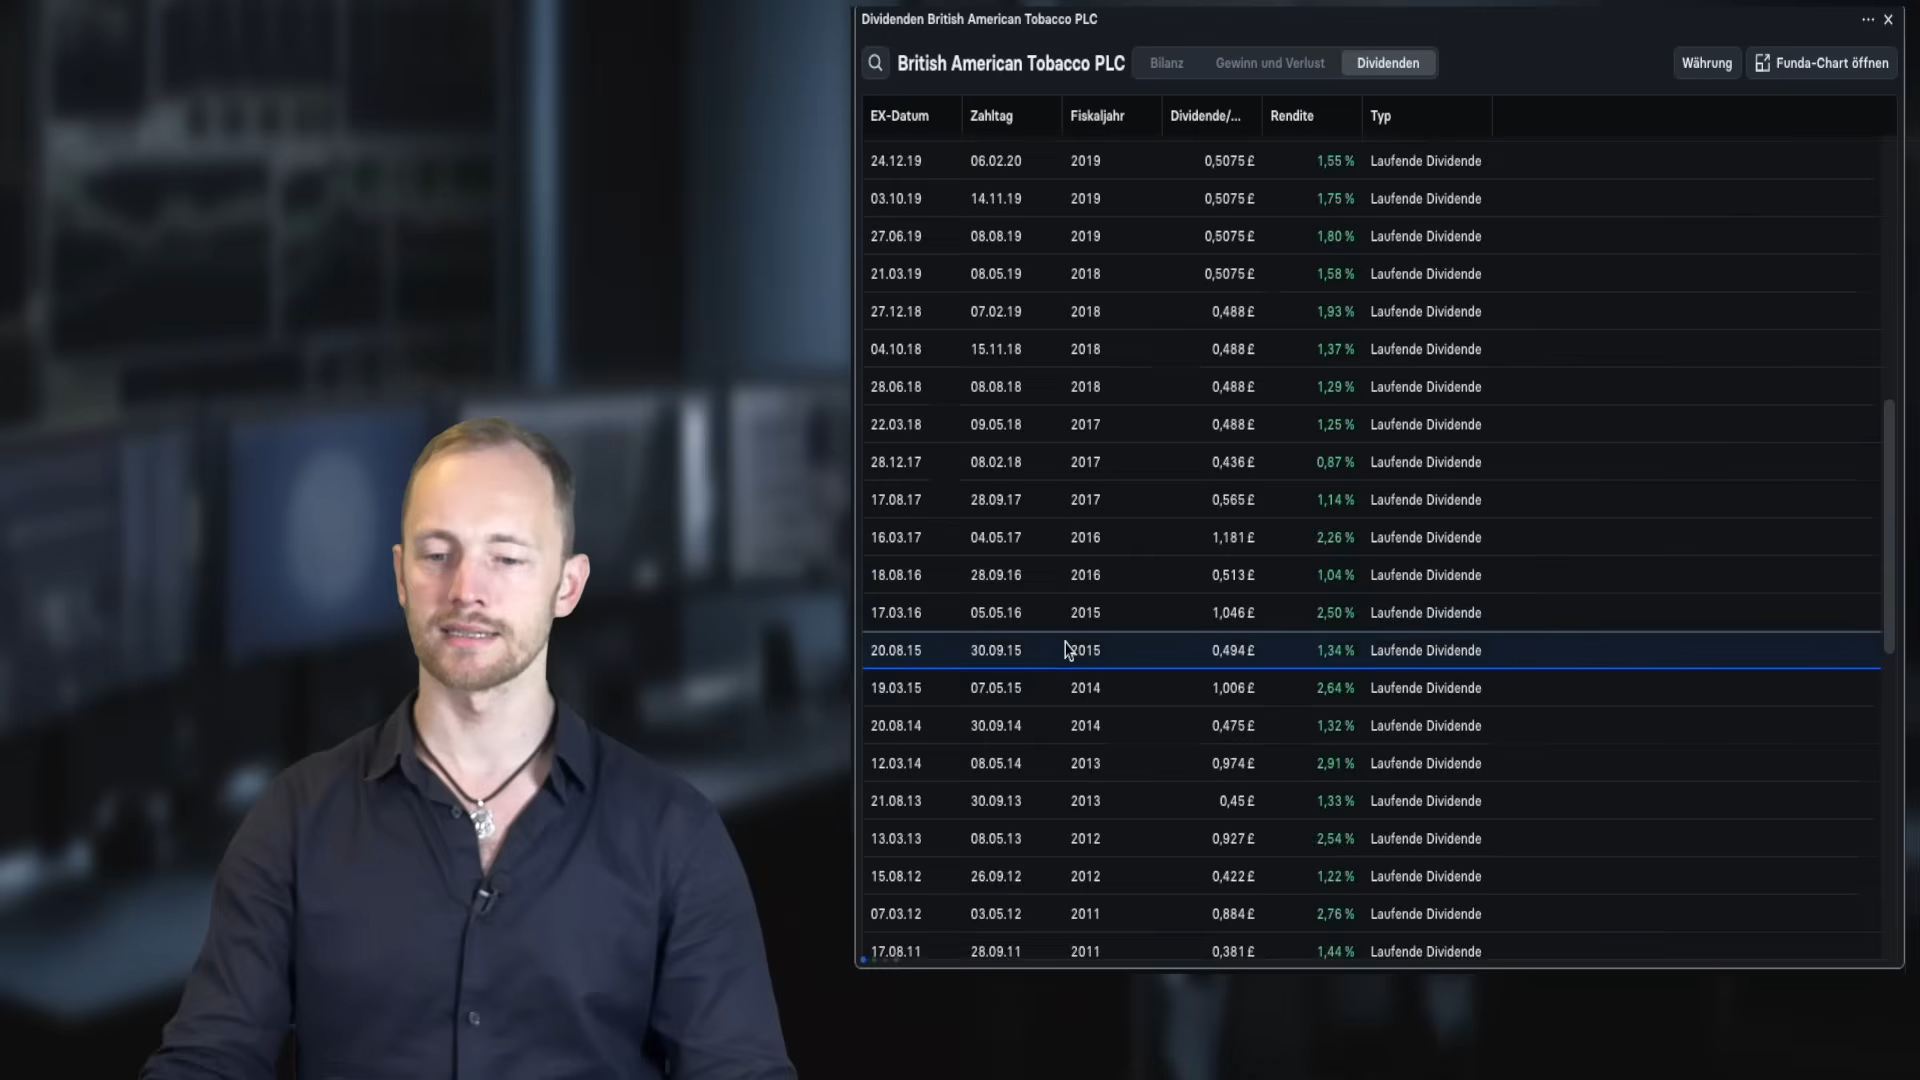 Dividenden British American Tobacco PLC
British American Tobacco PLC Bilanz Gewinn und Verlust Dividenden Währung Funda-Chart öffnen
EX-Datum Zahltag Fiskaljahr Dividende/... Rendite Typ
24.12.19 06.02.20 2019 0,5075 £ 1,55 % Laufende Dividende
03.10.19 14.11.19 2019 0,5075 £ 1,75 % Laufende Dividende
27.06.19 08.08.19 2019 0,5075 £ 1,80 % Laufende Dividende
21.03.19 08.05.19 2018 0,5075 £ 1,58 % Laufende Dividende
27.12.18 07.02.19 2018 0,488 £ 1,93 % Laufende Dividende
04.10.18 15.11.18 2018 0,488 £ 1,37 % Laufende Dividende
28.06.18 08.08.18 2018 0,488 £ 1,29 % Laufende Dividende
22.03.18 09.05.18 2017 0,488 £ 1,25 % Laufende Dividende
28.12.17 08.02.18 2017 0,436 £ 0,87 % Laufende Dividende
17.08.17 28.09.17 2017 0,565 £ 1,14 % Laufende Dividende
16.03.17 04.05.17 2016 1,181 £ 2,26 % Laufende Dividende
18.08.16 28.09.16 2016 0,513 £ 1,04 % Laufende Dividende
17.03.16 05.05.16 2015 1,046 £ 2,50 % Laufende Dividende
20.08.15 30.09.15 2015 0,494 £ 1,34 % Laufende Dividende
19.03.15 07.05.15 2014 1,006 £ 2,64 % Laufende Dividende
20.08.14 30.09.14 2014 0,475 £ 1,32 % Laufende Dividende
12.03.14 08.05.14 2013 0,974 £ 2,91 % Laufende Dividende
21.08.13 30.09.13 2013 0,45 £ 1,33 % Laufende Dividende
13.03.13 08.05.13 2012 0,927 £ 2,54 % Laufende Dividende
15.08.12 26.09.12 2012 0,422 £ 1,22 % Laufende Dividende
07.03.12 03.05.12 2011 0,884 £ 2,76 % Laufende Dividende
17.08.11 28.09.11 2011 0,381 £ 1,44 % Laufende Dividende